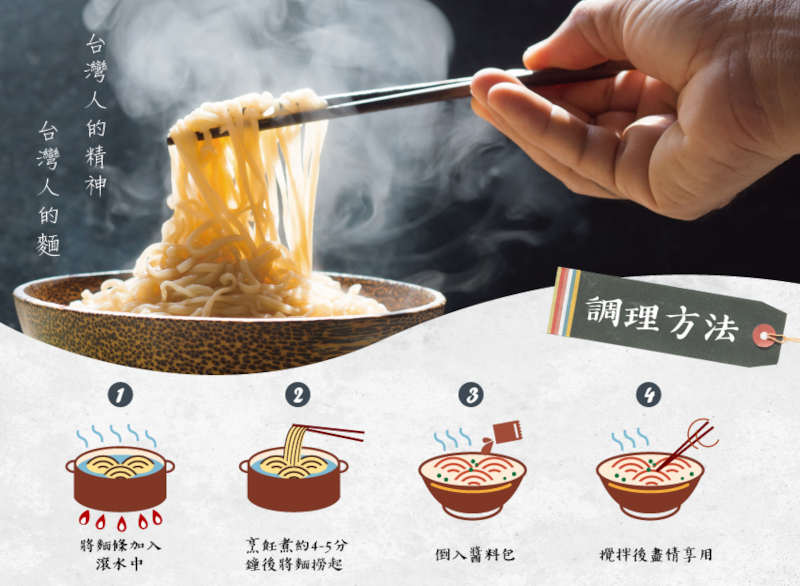 台灣人的精神
台灣人的麵
調理方法
1
將麵條加入
滾水中
2
烹飪煮約4-5分
鐘後將麵撈起
3
倒入醬料包
4
攪拌後盡情享用